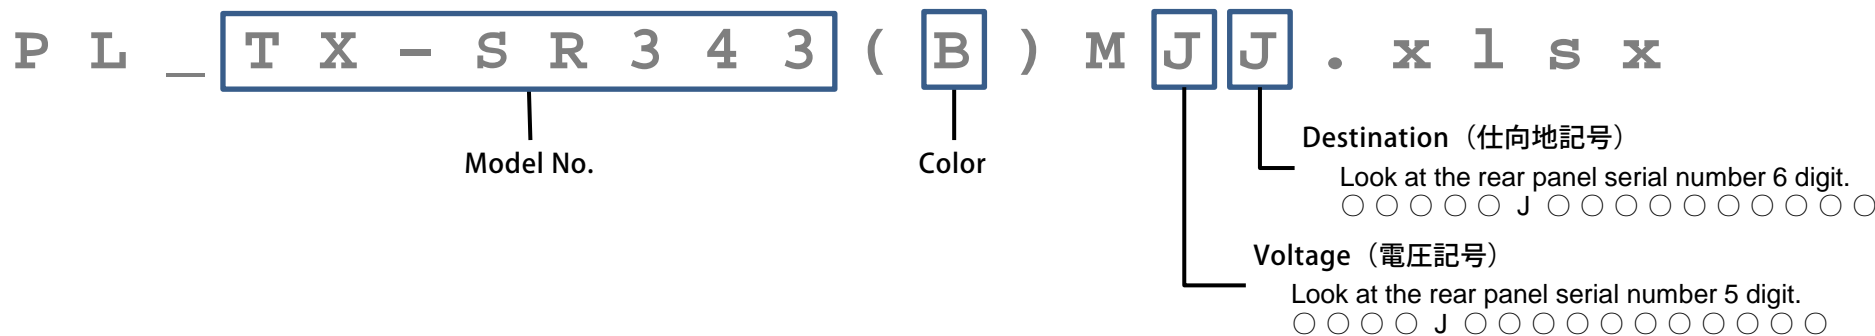 PL_TX-SR343(B)MJJ.xlsx
Model No.
Color
Destination（仕向地記号）
Look at the rear panel serial number 6 digit.
○○○○○J○○○○○○○○○○
Voltage（電圧記号）
Look at the rear panel serial number 5 digit.
○○○○J○○○○○○○○○○○